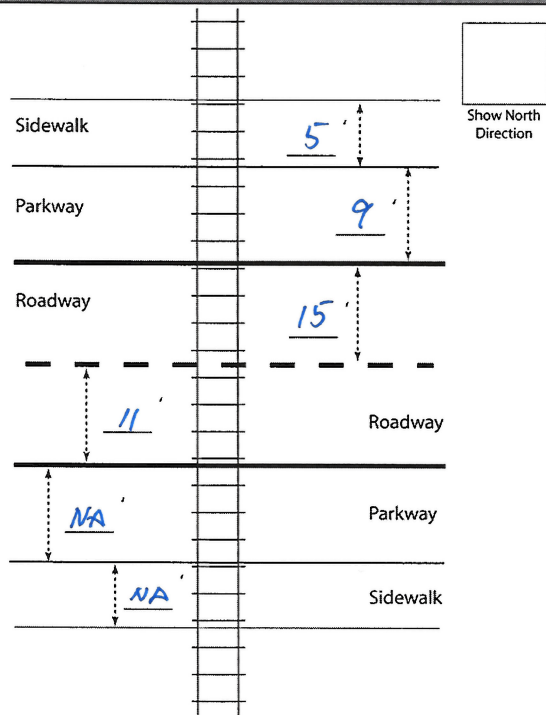 Sidewalk
5'
Show North
Direction
Parkway
9'
Roadway
15'
11'
Roadway
NA'
Parkway
NA'
Sidewalk